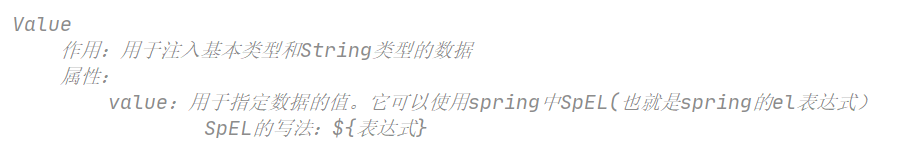 Value
作用：用于注入基本类型和String类型的数据
属性：
value：用于指定数据的值。它可以使用spring中SpEL(也就是spring的el表达式）
SpEL的写法：${表达式}